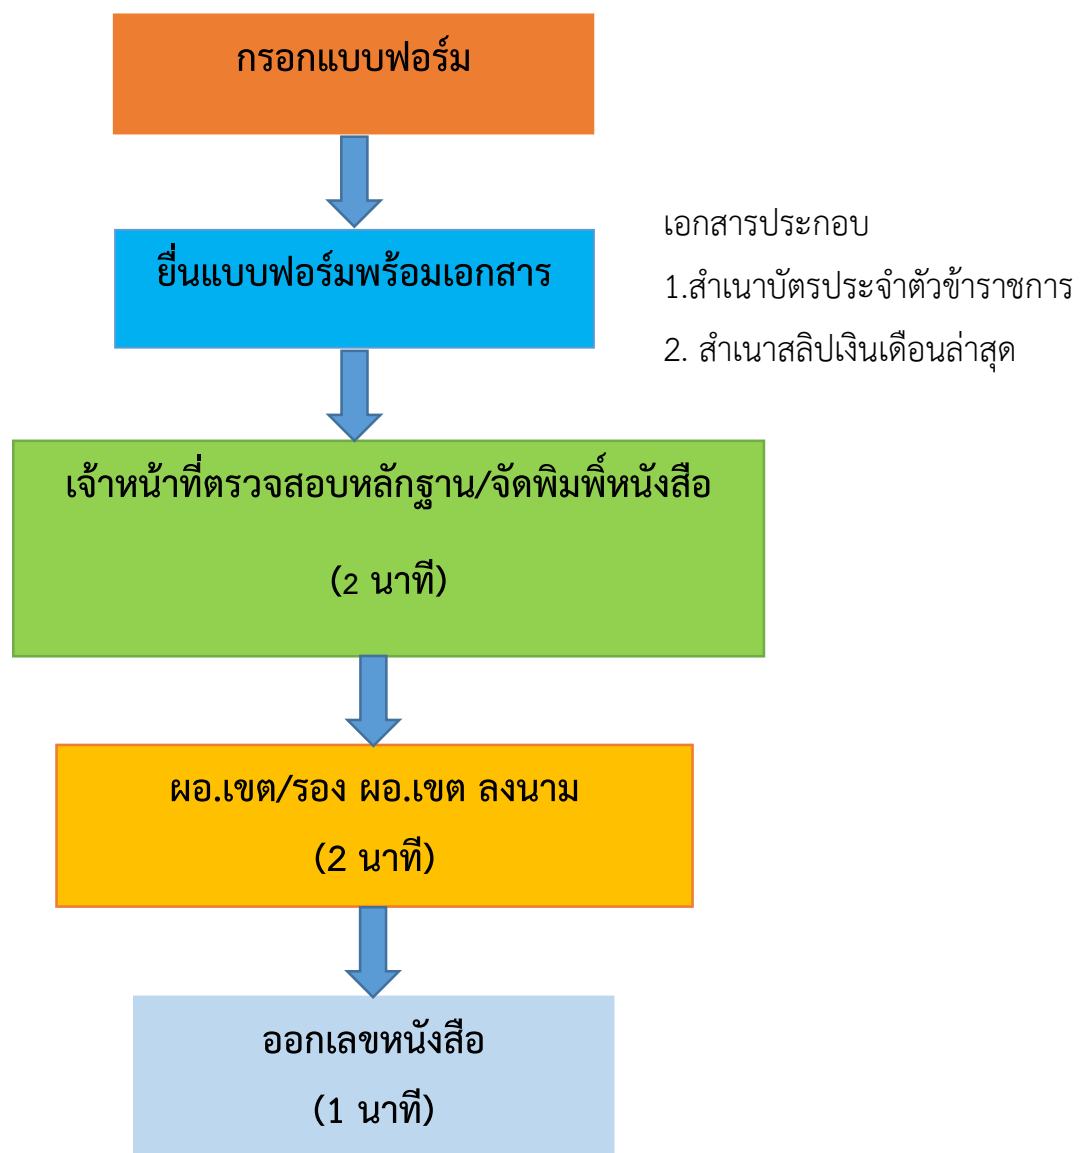 กรอกแบบฟอร์ม
ยื่นแบบฟอร์มพร้อมเอกสาร
เอกสารประกอบ
1.สำเนาบัตรประจำตัวข้าราชการ
2. สำเนาสลิปเงินเดือนล่าสุด
เจ้าหน้าที่ตรวจสอบหลักฐาน/จัดพิมพิ์หนังสือ
(2 นาที)
ผอ.เขต/รอง ผอ.เขต ลงนาม
(2 นาที)
ออกเลขหนังสือ
(1 นาที)